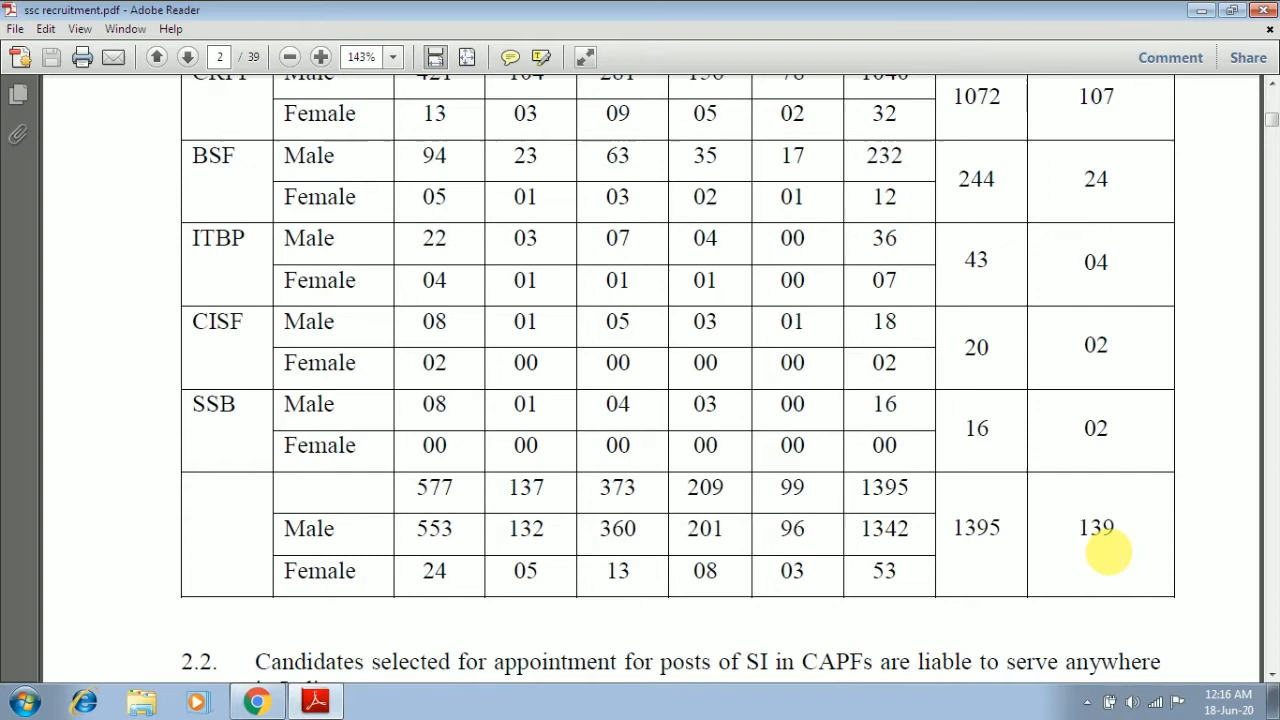 ssc recruitment.pdf - Adobe Reader
File Edit View Window Help
2 / 39 143% Comment Share
CRPF Male 421 104 281 156 78 1040
1072 107
Female 13 03 09 05 02 32
BSF Male 94 23 63 35 17 232
244 24
Female 05 01 03 02 01 12
ITBP Male 22 03 07 04 00 36
43 04
Female 04 01 01 01 00 07
CISF Male 08 01 05 03 01 18
20 02
Female 02 00 00 00 00 02
SSB Male 08 01 04 03 00 16
16 02
Female 00 00 00 00 00 00
577 137 373 209 99 1395
Male 553 132 360 201 96 1342 1395 139
Female 24 05 13 08 03 53
2.2. Candidates selected for appointment for posts of SI in CAPFs are liable to serve anywhere
12:16 AM
18-Jun-20